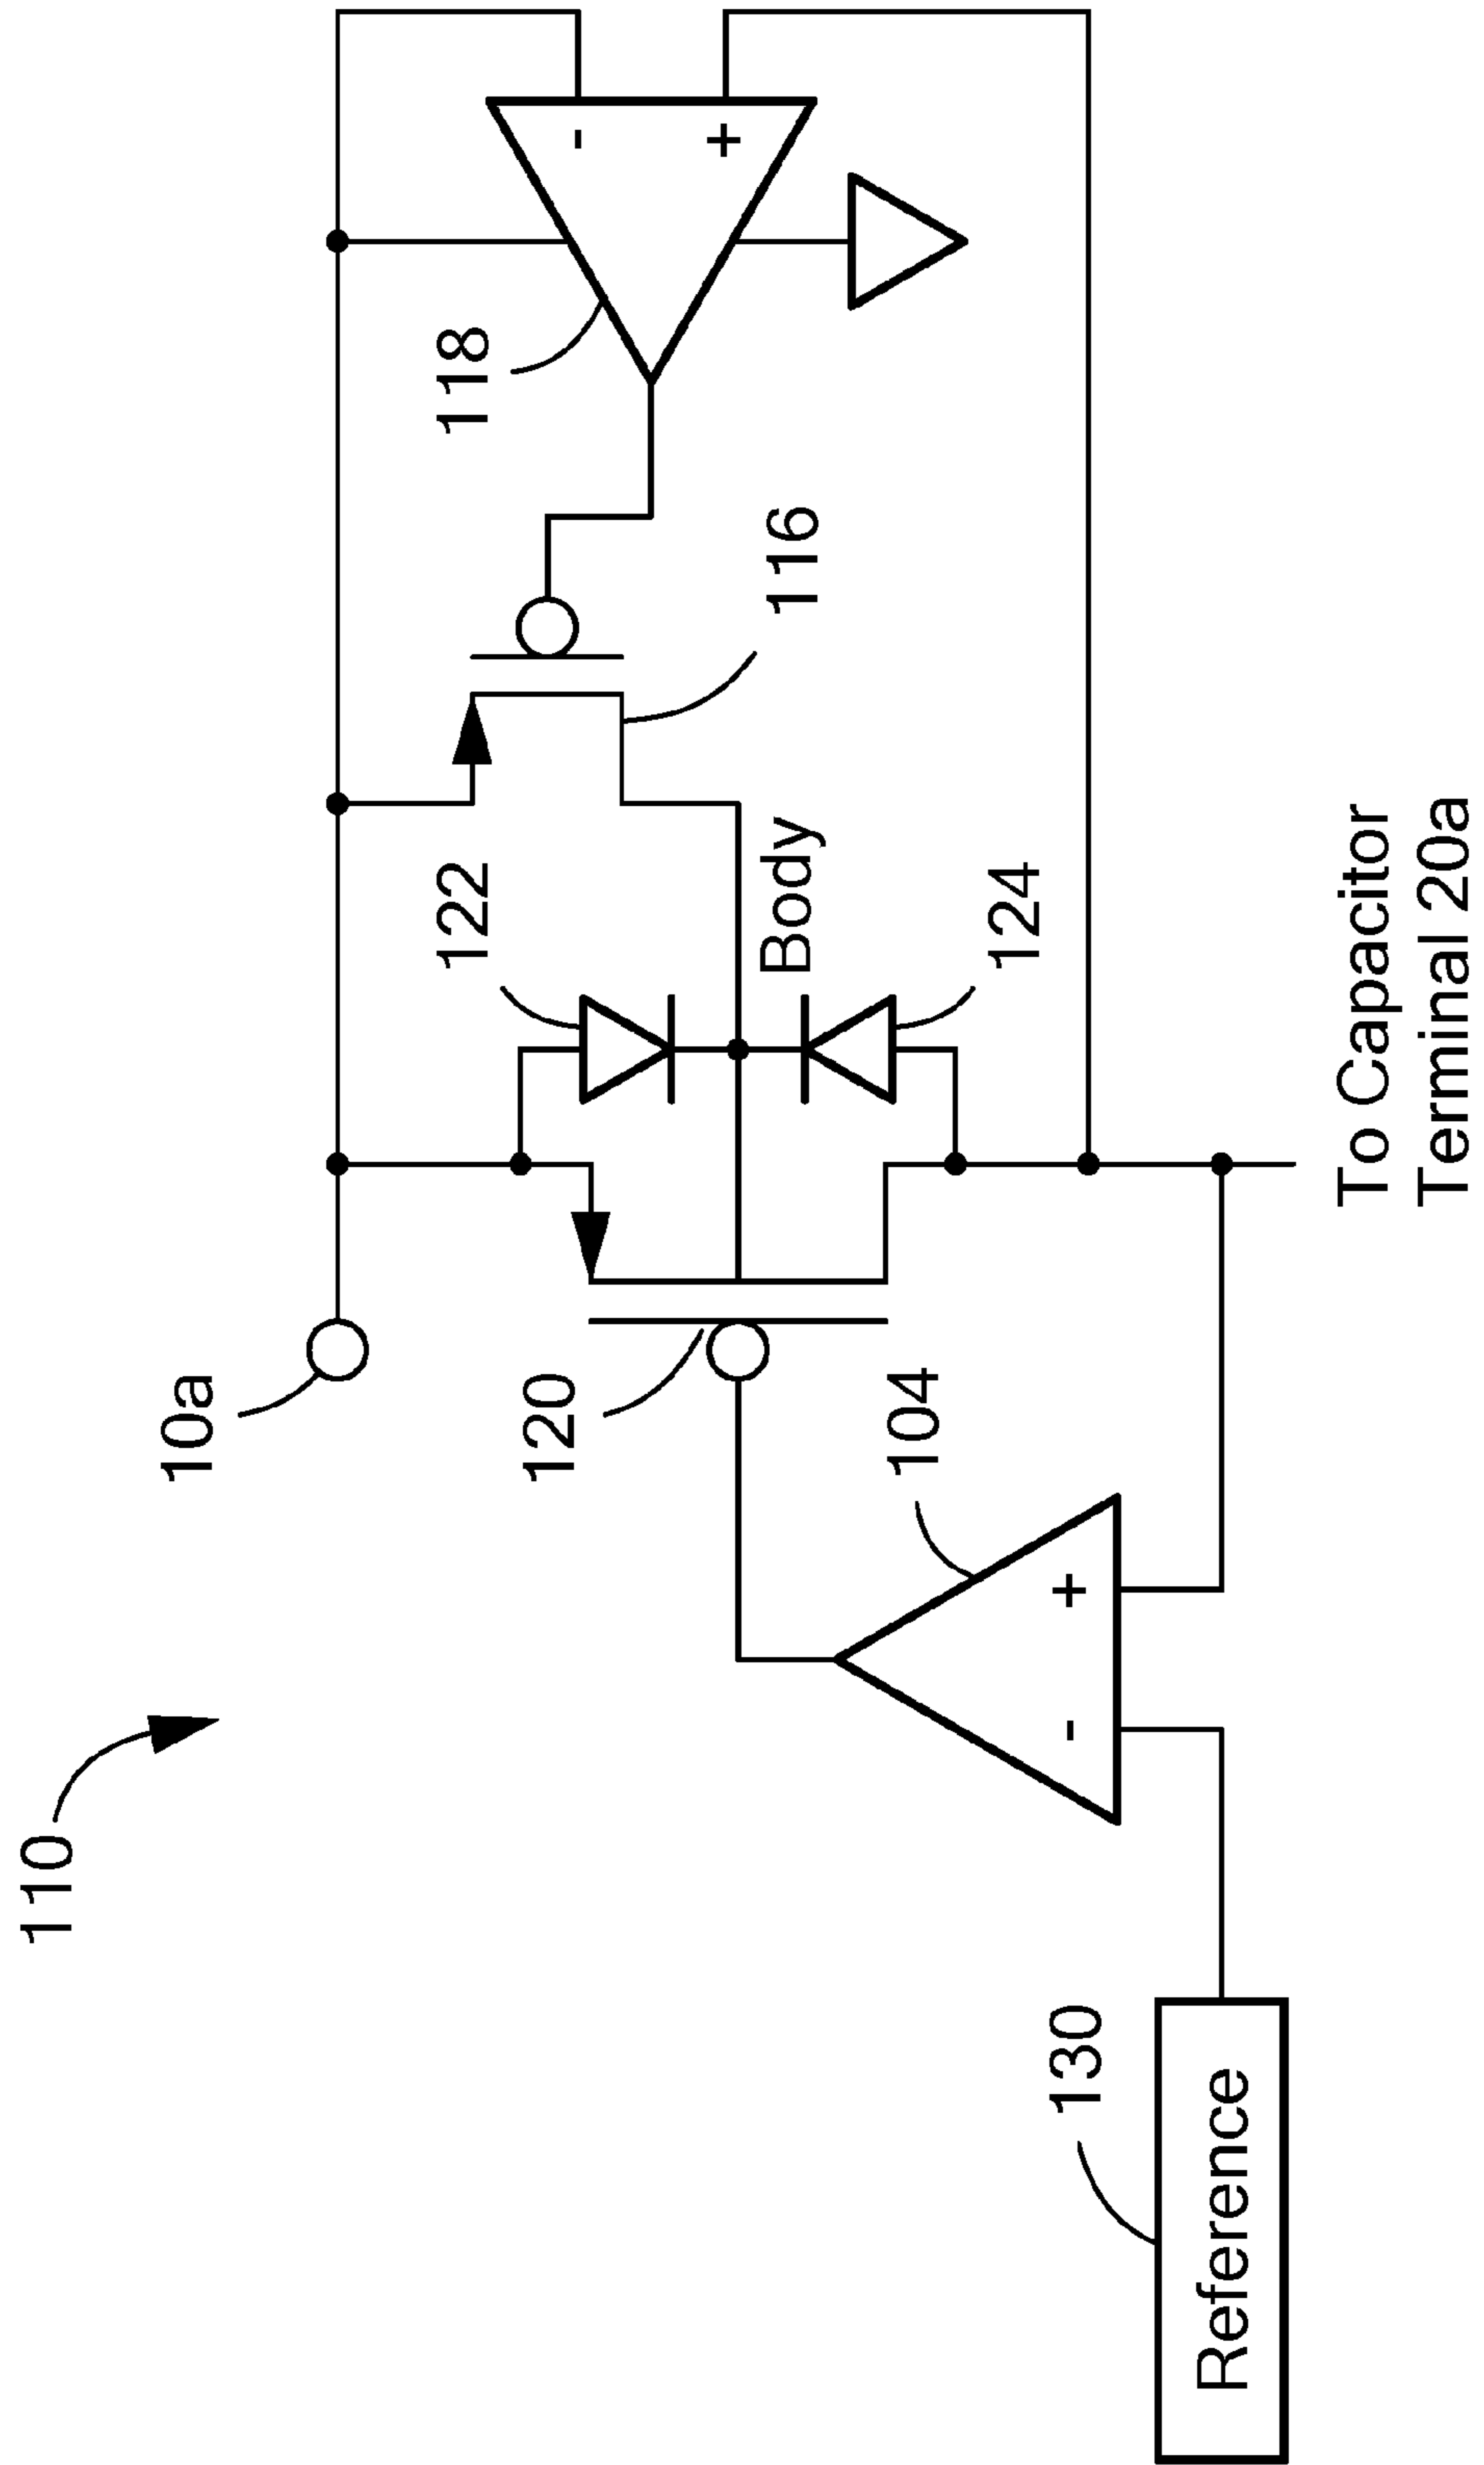 110
10a
118
122
116
120
Body
124
104
- +
- +
130
Reference
To Capacitor
Terminal 20a